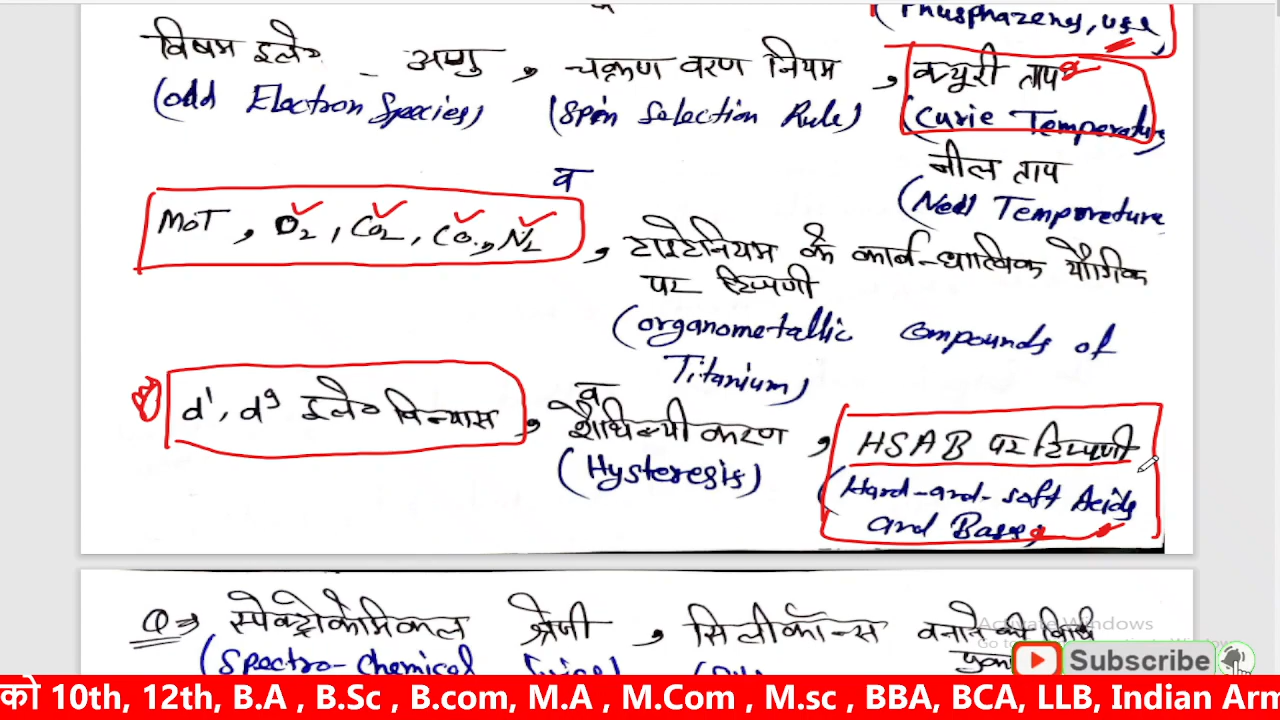 (Phosphazenes, use,
विषम इले० _ अणु , चक्रण वरण नियम , क्यूरी ताप
(odd Electron Species) (Spin Selection Rule) (Curie Temperature
व नील ताप
(Neel Temperature
MOT , O2 , CO2 , CO , N2 , टाइटेनियम के कार्ब-धात्विक यौगिक
पर टिप्पणी
(organometallic compounds of
Titanium)
d¹, d⁹ इले० विन्यास , व शैथिल्यीकरण , HSAB पर टिप्पणी
(Hysteresis) (Hard-and-soft Acids
and Bases
Q⇒ स्पेक्ट्रोकेमिकल श्रेणी , सिलीकॉन्स बनाने की विधि
(Spectro-chemical
Activate Windows
Subscribe
को 10th, 12th, B.A , B.Sc , B.com, M.A , M.Com , M.sc , BBA, BCA, LLB, Indian Arm